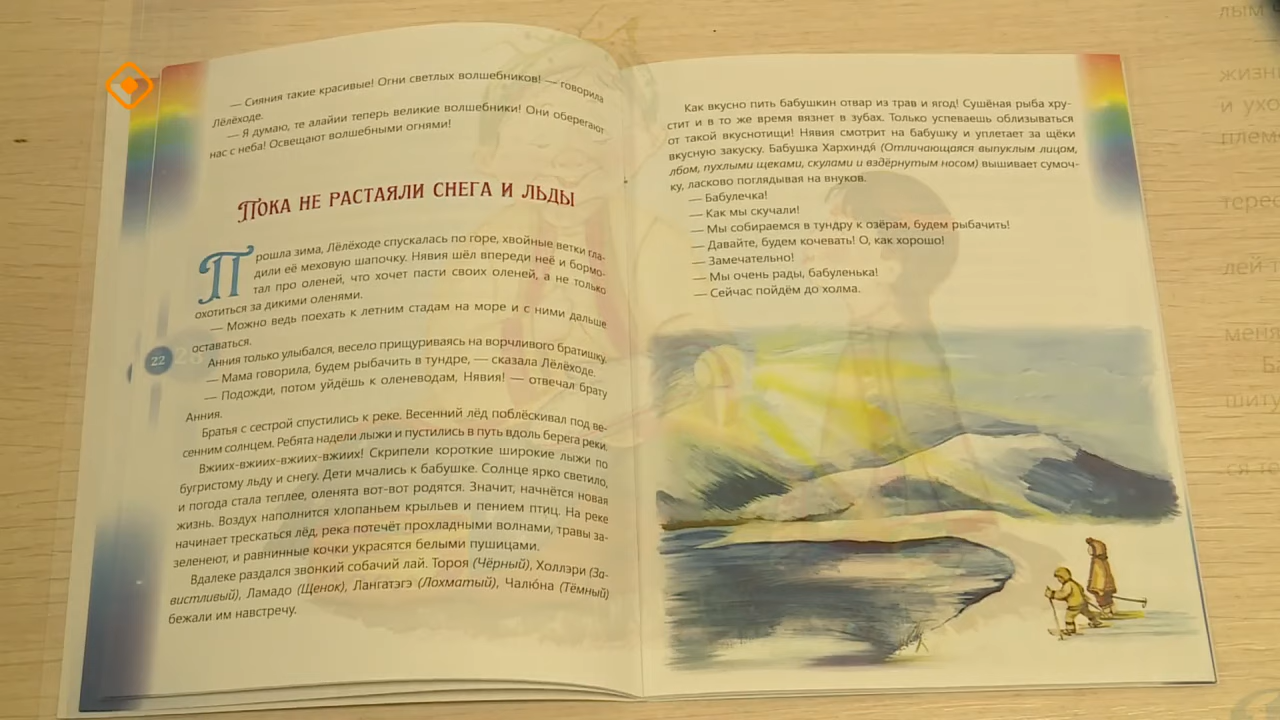 — Сияния такие красивые! Огни светлых волшебников! — говорила
Лёлёходе.
— Я думаю, те алайии теперь великие волшебники! Они оберегают
нас с неба! Освещают волшебными огнями!
ПОКА НЕ РАСТАЯЛИ СНЕГА И ЛЬДЫ
Прошла зима, Лёлёходе спускалась по горе, хвойные ветки гла-
дили её меховую шапочку. Нявия шёл впереди неё и бормо-
тал про оленей, что хочет пасти своих оленей, а не только
охотиться за дикими оленями.
— Можно ведь поехать к летним стадам на море и с ними дальше
оставаться.
Анния только улыбался, весело прищуриваясь на ворчливого братишку.
— Мама говорила, будем рыбачить в тундре, — сказала Лёлёходе.
— Подожди, потом уйдёшь к оленеводам, Нявия! — отвечал брату
Анния.
Братья с сестрой спустились к реке. Весенний лёд поблёскивал под ве-
сенним солнцем. Ребята надели лыжи и пустились в путь вдоль берега реки.
Вжиих-вжиих-вжиих-вжиих! Скрипели короткие широкие лыжи по
бугристому льду и снегу. Дети мчались к бабушке. Солнце ярко светило,
и погода стала теплее, оленята вот-вот родятся. Значит, начнётся новая
жизнь. Воздух наполнится хлопаньем крыльев и пением птиц. На реке
начинает трескаться лёд, река потечёт прохладными волнами, травы за-
зеленеют, и равнинные кочки украсятся белыми пушицами.
Вдалеке раздался звонкий собачий лай. Тороя (Чёрный), Холлэри (За-
вистливый), Ламадо (Щенок), Лангатэгэ (Лохматый), Чалю́на (Тёмный)
бежали им навстречу.
22
Как вкусно пить бабушкин отвар из трав и ягод! Сушёная рыба хру-
стит и в то же время вязнет в зубах. Только успеваешь облизываться
от такой вкуснотищи! Нявия смотрит на бабушку и уплетает за щёки
вкусную закуску. Бабушка Хархиндя́ (Отличающаяся выпуклым лицом,
лбом, пухлыми щеками, скулами и вздёрнутым носом) вышивает сумоч-
ку, ласково поглядывая на внуков.
— Бабулечка!
— Как мы скучали!
— Мы собираемся в тундру к озёрам, будем рыбачить!
— Давайте, будем кочевать! О, как хорошо!
— Замечательно!
— Мы очень рады, бабуленька!
— Сейчас пойдём до холма.